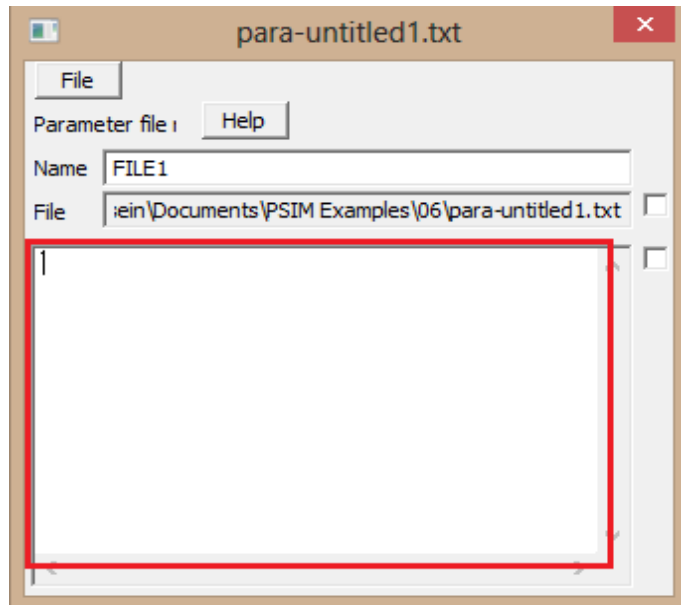 para-untitled1.txt
File
Parameter file Help
Name FILE1
File sein\Documents\PSIM Examples\06\para-untitled1.txt